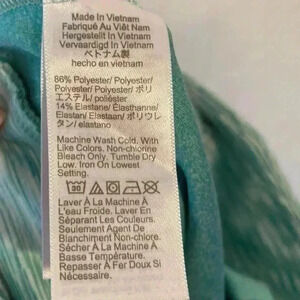 Made In Vietnam
Fabriqué Au Viêt Nam
Hergestellt In Vietnam
Vervaardigd In Vietnam
ベトナム製
hecho en vietnam
86% Polyester/ Polyester/
Polyester/ Polyester/ ポリ
エステル/ poliéster
14% Elastane/ Élasthanne/
Elastan/ Elastaan/ ポリウレ
タン/ elastano
Machine Wash Cold. With
Like Colors. Non-chlorine
Bleach Only. Tumble Dry
Low. Iron On Lowest
Setting.
30
Laver À La Machine À
L'eau Froide. Laver En
Séparant Les Couleurs.
Seulement Agent De
Blanchiment Non-chlorine.
Sécher À La Machine À
Basse Température.
Repasser À Fer Doux Si
Nécessaire.